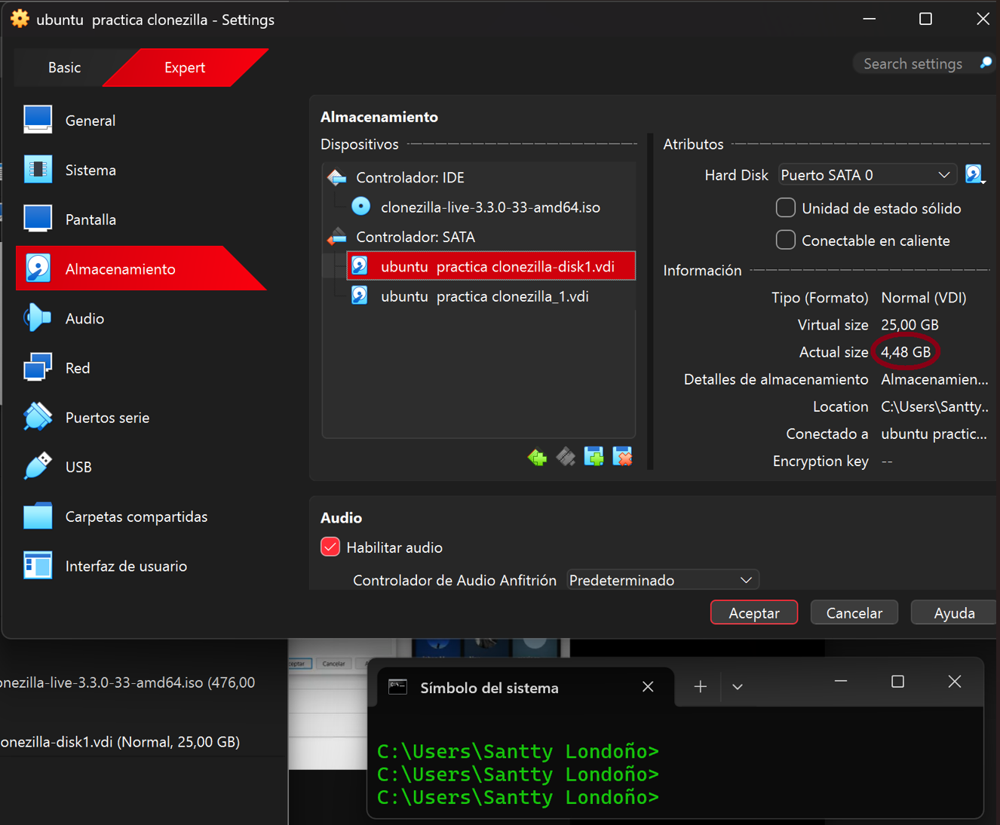 ubuntu  practica clonezilla - Settings
Basic
Expert
Search settings
General
Sistema
Pantalla
Almacenamiento
Audio
Red
Puertos serie
USB
Carpetas compartidas
Interfaz de usuario
Almacenamiento
Dispositivos
Controlador: IDE
clonezilla-live-3.3.0-33-amd64.iso
Controlador: SATA
ubuntu  practica clonezilla-disk1.vdi
ubuntu  practica clonezilla_1.vdi
Atributos
Hard Disk Puerto SATA 0
Unidad de estado sólido
Conectable en caliente
Información
Tipo (Formato) Normal (VDI)
Virtual size 25,00 GB
Actual size 4,48 GB
Detalles de almacenamiento Almacenamien...
Location C:\Users\Santty..
Conectado a ubuntu practic...
Encryption key --
Audio
Habilitar audio
Controlador de Audio Anfitrión Predeterminado
Aceptar
Cancelar
Ayuda
onezilla-live-3.3.0-33-amd64.iso (476,00
clonezilla-disk1.vdi (Normal, 25,00 GB)
eptar
Cancelar
Símbolo del sistema
C:\Users\Santty Londoño>
C:\Users\Santty Londoño>
C:\Users\Santty Londoño>